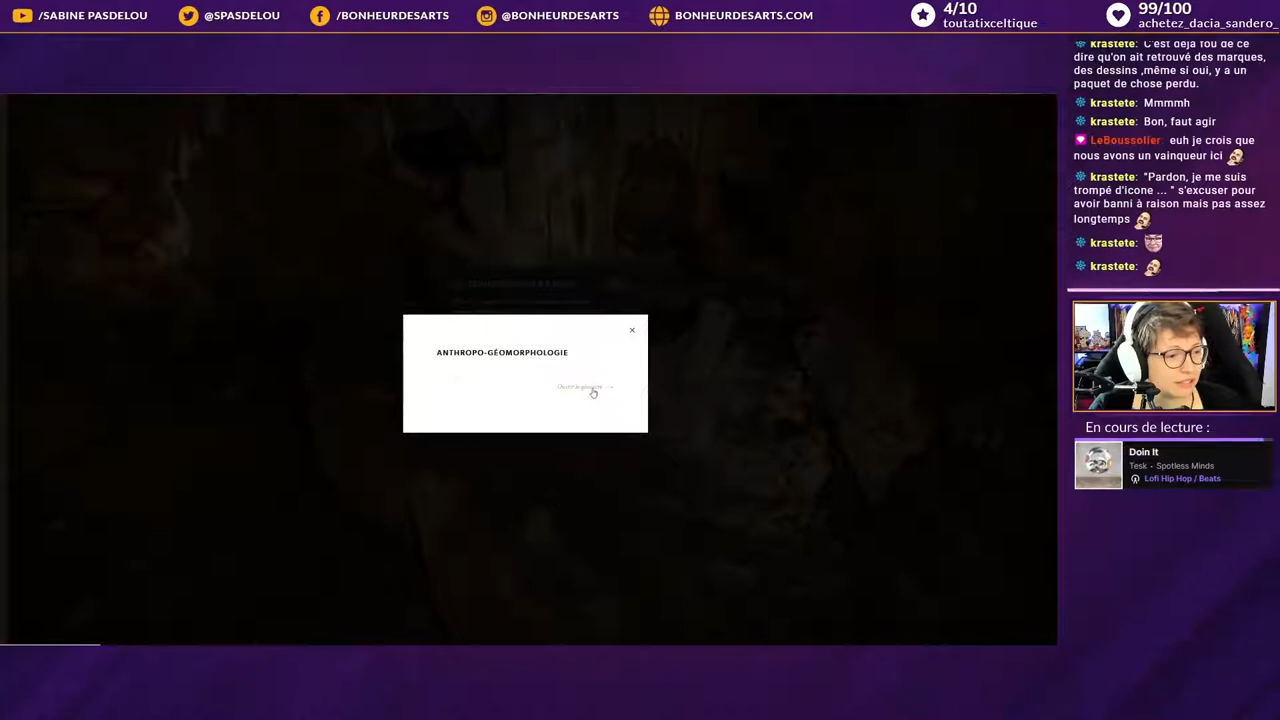 /SABINE PASDELOU
@SPASDELOU
/BONHEURDESARTS
@BONHEURDESARTS
BONHEURDESARTS.COM
4/10
toutatixceltique
99/100
achetez_dacia_sandero_
krastete: C'est déjà fou de ce
dire qu'on ait retrouvé des marques,
des dessins ,même si oui, y a un
paquet de chose perdu.
krastete: Mmmmh
krastete: Bon, faut agir
LeBoussolier: euh je crois que
nous avons un vainqueur ici
krastete: "Pardon, je me suis
trompé d'icone ... " s'excuser pour
avoir banni à raison mais pas assez
longtemps
krastete:
krastete:
ANTHROPO-GÉOMORPHOLOGIE
En cours de lecture :
Doin It
Tesk • Spotless Minds
Lofi Hip Hop / Beats